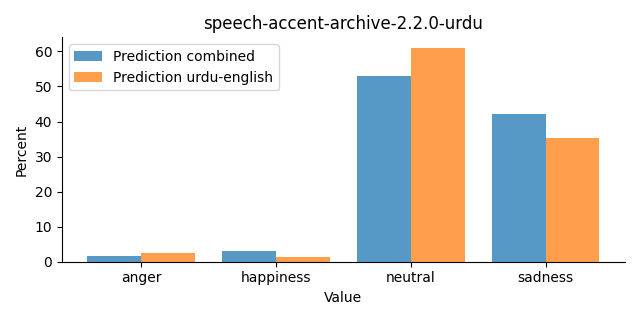 speech-accent-archive-2.2.0-urdu
Prediction combined
Prediction urdu-english
Percent
60
50
40
30
20
10
0
anger happiness neutral sadness
Value